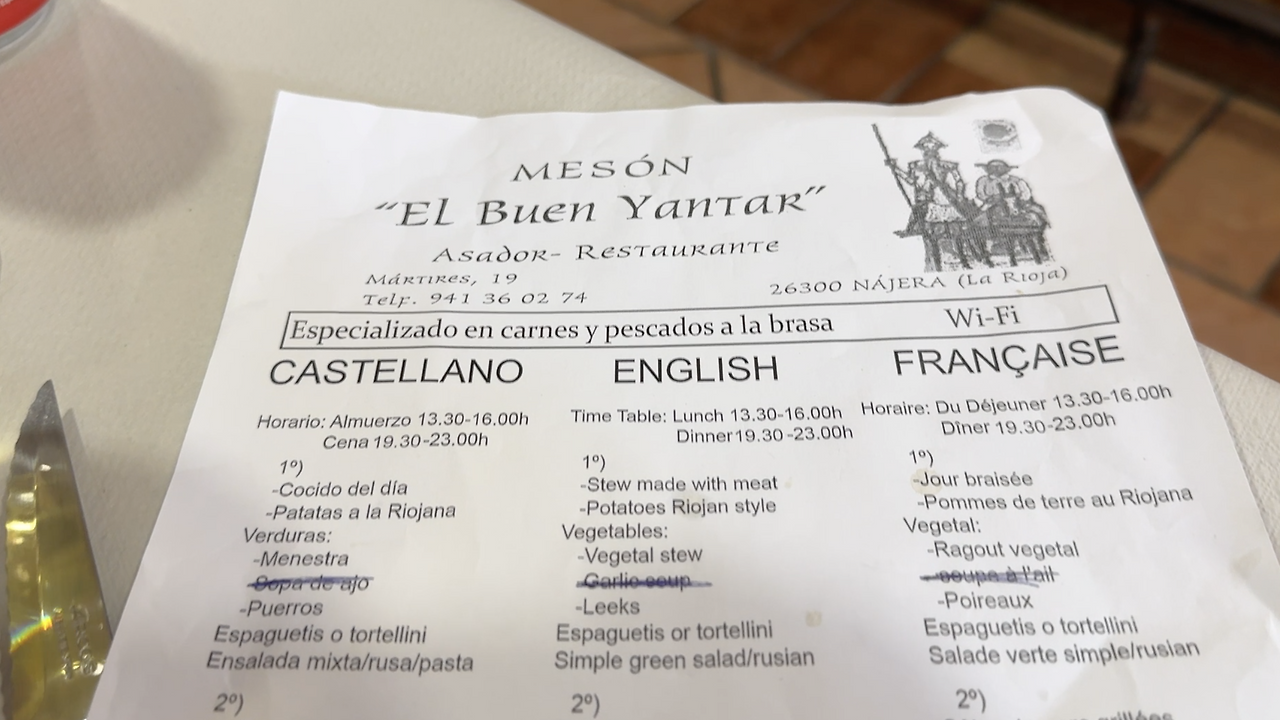 MESÓN
“EL BUEN YANTAR”
ASADOR- RESTAURANTE
MÁRTIRES, 19
TELF. 941 36 02 74
26300 NÁJERA (LA RIOJA)
Especializado en carnes y pescados a la brasa Wi-Fi
CASTELLANO
Horario: Almuerzo 13.30-16.00h
Cena 19.30-23.00h
1º)
-Cocido del día
-Patatas a la Riojana
Verduras:
-Menestra
-Sopa de ajo
-Puerros
Espaguetis o tortellini
Ensalada mixta/rusa/pasta
2º)
ENGLISH
Time Table: Lunch 13.30-16.00h
Dinner 19.30 -23.00h
1º)
-Stew made with meat
-Potatoes Riojan style
Vegetables:
-Vegetal stew
-Garlic soup
-Leeks
Espaguetis or tortellini
Simple green salad/rusian
2º)
FRANÇAISE
Horaire: Du Déjeuner 13.30-16.00h
Dîner 19.30-23.00h
1º)
-Jour braisée
-Pommes de terre au Riojana
Vegetal:
-Ragout vegetal
-soupe à l'ail
-Poireaux
Espaguetis o tortellini
Salade verte simple/rusian
2º)